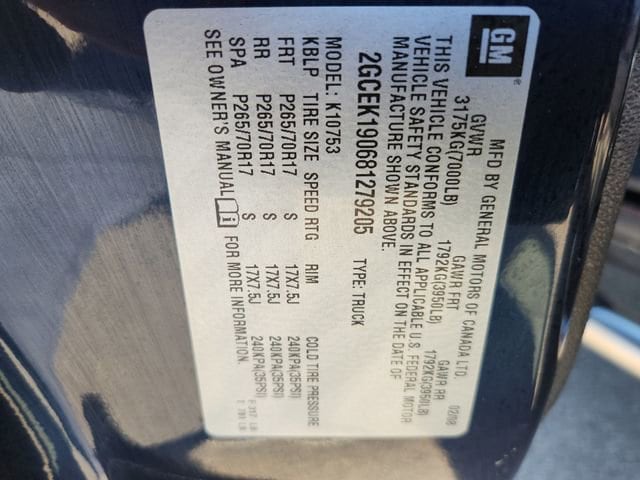 GM
MFD BY GENERAL MOTORS OF CANADA LTD. 02/08
GVWR GAWR FRT GAWR RR
3175KG(7000LB) 1792KG(3950LB) 1792KG(3950LB)
THIS VEHICLE CONFORMS TO ALL APPLICABLE U.S. FEDERAL MOTOR
VEHICLE SAFETY STANDARDS IN EFFECT ON THE DATE OF
MANUFACTURE SHOWN ABOVE.
2GCEK190681279205 TYPE: TRUCK
MODEL: K10753
KBLP TIRE SIZE SPEED RTG RIM COLD TIRE PRESSURE
FRT P265/70R17 S 17X7.5J 240KPA(35PSI)
RR P265/70R17 S 17X7.5J 240KPA(35PSI)
SPA P265/70R17 S 17X7.5J 240KPA(35PSI)
SEE OWNER'S MANUAL FOR MORE INFORMATION.